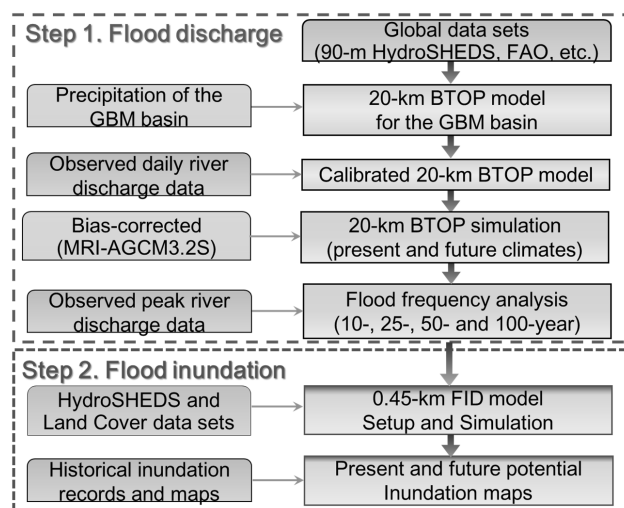 Step 1. Flood discharge
Global data sets
(90-m HydroSHEDS, FAO, etc.)
Precipitation of the
GBM basin
20-km BTOP model
for the GBM basin
Observed daily river
discharge data
Calibrated 20-km BTOP model
Bias-corrected
(MRI-AGCM3.2S)
20-km BTOP simulation
(present and future climates)
Observed peak river
discharge data
Flood frequency analysis
(10-, 25-, 50- and 100-year)
Step 2. Flood inundation
HydroSHEDS and
Land Cover data sets
0.45-km FID model
Setup and Simulation
Historical inundation
records and maps
Present and future potential
Inundation maps